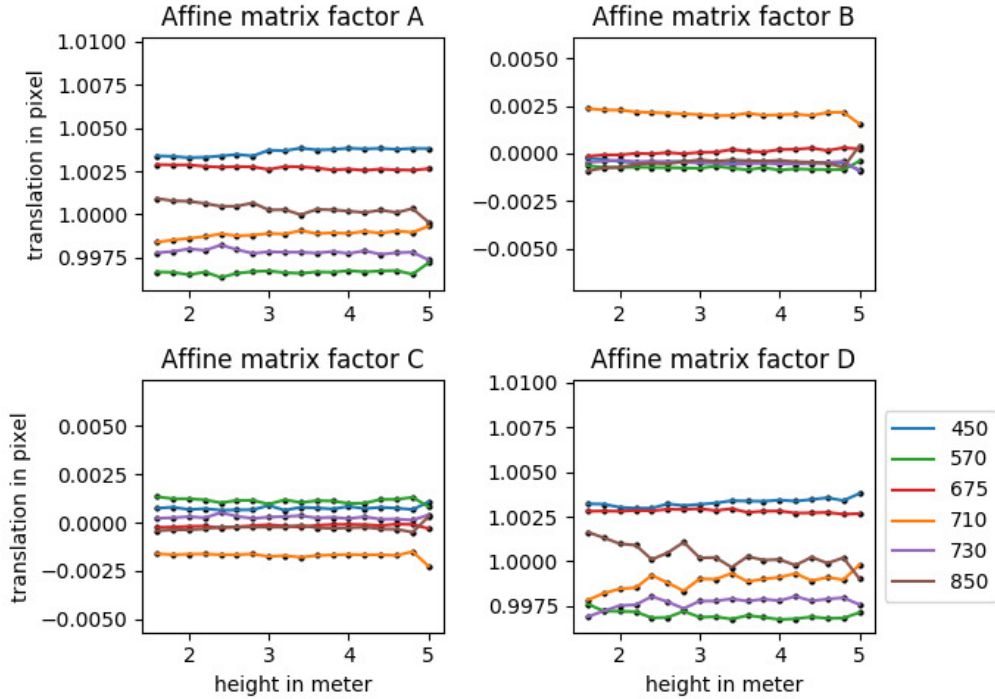 Affine matrix factor A
Affine matrix factor B
translation in pixel
1.0100
1.0075
1.0050
1.0025
1.0000
0.9975
2 3 4 5
0.0050
0.0025
0.0000
−0.0025
−0.0050
2 3 4 5
Affine matrix factor C
Affine matrix factor D
translation in pixel
0.0050
0.0025
0.0000
−0.0025
−0.0050
2 3 4 5
height in meter
1.0100
1.0075
1.0050
1.0025
1.0000
0.9975
2 3 4 5
height in meter
450
570
675
710
730
850